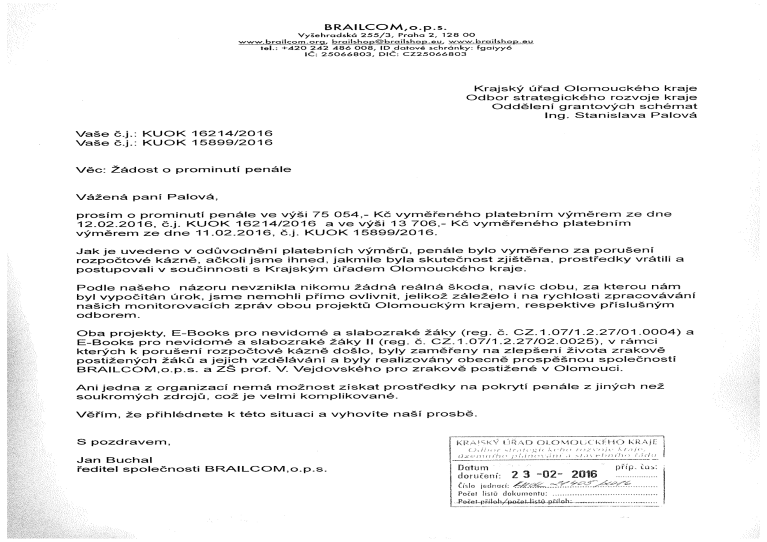 BRAILCOM,o.p.s.
Vyšehradská 255/3, Praha 2, 128 00
www.brailcom.org, brailshop@brailshop.eu, www.brailshop.eu
tel.: +420 242 486 008, ID datové schránky: fgaiyy6
IČ: 25066803, DIČ: CZ25066803
Krajský úřad Olomouckého kraje
Odbor strategického rozvoje kraje
Oddělení grantových schémat
Ing. Stanislava Palová
Vaše č.j.: KUOK 16214/2016
Vaše č.j.: KUOK 15899/2016
Věc: Žádost o prominutí penále
Vážená paní Palová,
prosím o prominutí penále ve výši 75 054,- Kč vyměřeného platebním výměrem ze dne
12.02.2016, č.j. KUOK 16214/2016 a ve výši 13 706,- Kč vyměřeného platebním
výměrem ze dne 11.02.2016, č.j. KUOK 15899/2016.
Jak je uvedeno v odůvodnění platebních výměrů, penále bylo vyměřeno za porušení
rozpočtové kázně, ačkoli jsme ihned, jakmile byla skutečnost zjištěna, prostředky vrátili a
postupovali v součinnosti s Krajským úřadem Olomouckého kraje.
Podle našeho názoru nevznikla nikomu žádná reálná škoda, navíc dobu, za kterou nám
byl vypočítán úrok, jsme nemohli přímo ovlivnit, jelikož záleželo i na rychlosti zpracovávání
našich monitorovacích zpráv obou projektů Olomouckým krajem, respektive příslušným
odborem.
Oba projekty, E-Books pro nevidomé a slabozraké žáky (reg. č. CZ.1.07/1.2.27/01.0004) a
E-Books pro nevidomé a slabozraké žáky II (reg. č. CZ.1.07/1.2.27/02.0025), v rámci
kterých k porušení rozpočtové kázně došlo, byly zaměřeny na zlepšení života zrakově
postižených žáků a jejich vzdělávání a byly realizovány obecně prospěšnou společností
BRAILCOM,o.p.s. a ZŠ prof. V. Vejdovského pro zrakově postižené v Olomouci.
Ani jedna z organizací nemá možnost získat prostředky na pokrytí penále z jiných než
soukromých zdrojů, což je velmi komplikované.
Věřím, že přihlédnete k této situaci a vyhovíte naší prosbě.
S pozdravem,
Jan Buchal
ředitel společnosti BRAILCOM,o.p.s.
KRAJSKÝ ÚŘAD OLOMOUCKÉHO KRAJE
Odbor strategického rozvoje kraje,
územního plánování a stavebního řádu
Datum
doručení: 23 -02- 2016 příp. čas:
Číslo jednací:
Počet listů dokumentu:
Počet příloh/počet listů příloh: